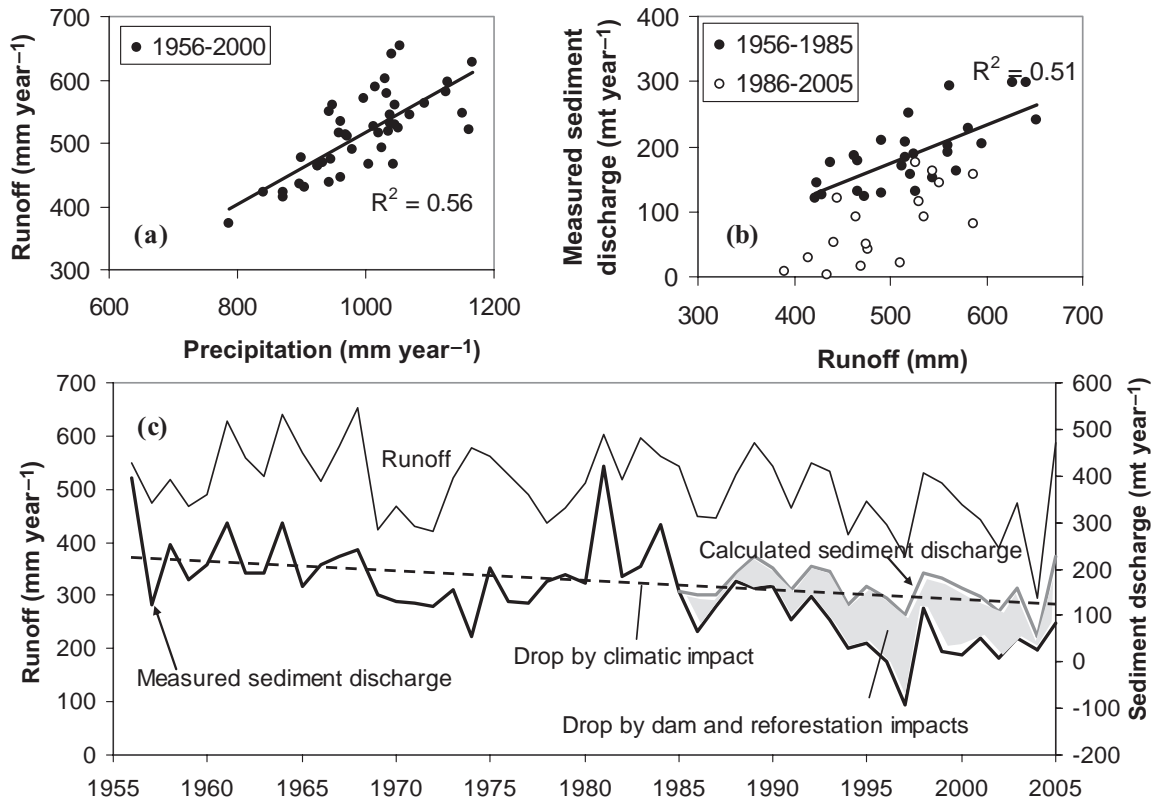 700
600
500
400
300
Runoff (mm year−1)
1956-2000
R2 = 0.56
(a)
600
800
1000
1200
Precipitation (mm year−1)
400
300
200
100
0
Measured sediment
discharge (mt year−1)
1956-1985
1986-2005
R2 = 0.51
(b)
300
400
500
600
700
Runoff (mm)
700
600
500
400
300
200
100
0
Runoff (mm year−1)
(c)
Runoff
Calculated sediment discharge
Drop by climatic impact
Measured sediment discharge
Drop by dam and reforestation impacts
600
500
400
300
200
100
0
-100
-200
Sediment dscharge (mt year−1)
1955
1960
1965
1970
1975
1980
1985
1990
1995
2000
2005